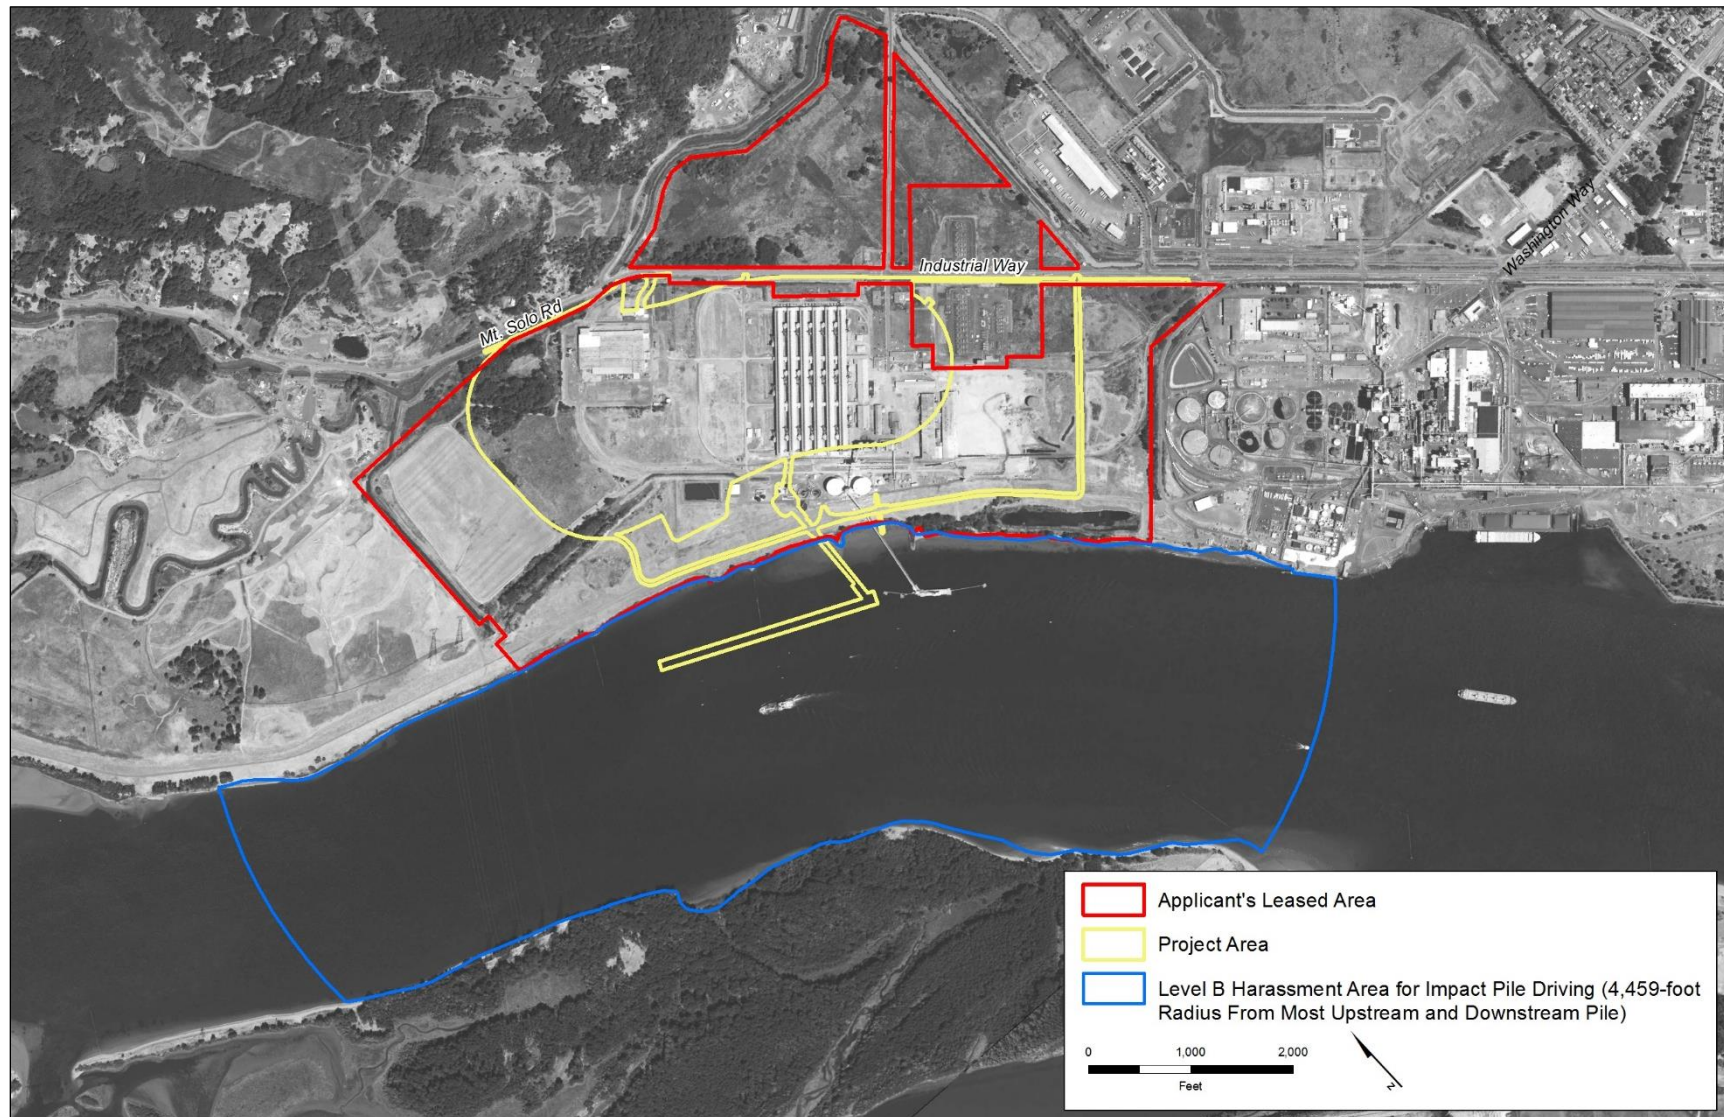 Industrial Way
Mt. Solo Rd
Washington Way
Applicant's Leased Area
Project Area
Level B Harassment Area for Impact Pile Driving (4,459-foot
Radius From Most Upstream and Downstream Pile)
0 1,000 2,000
Feet
N